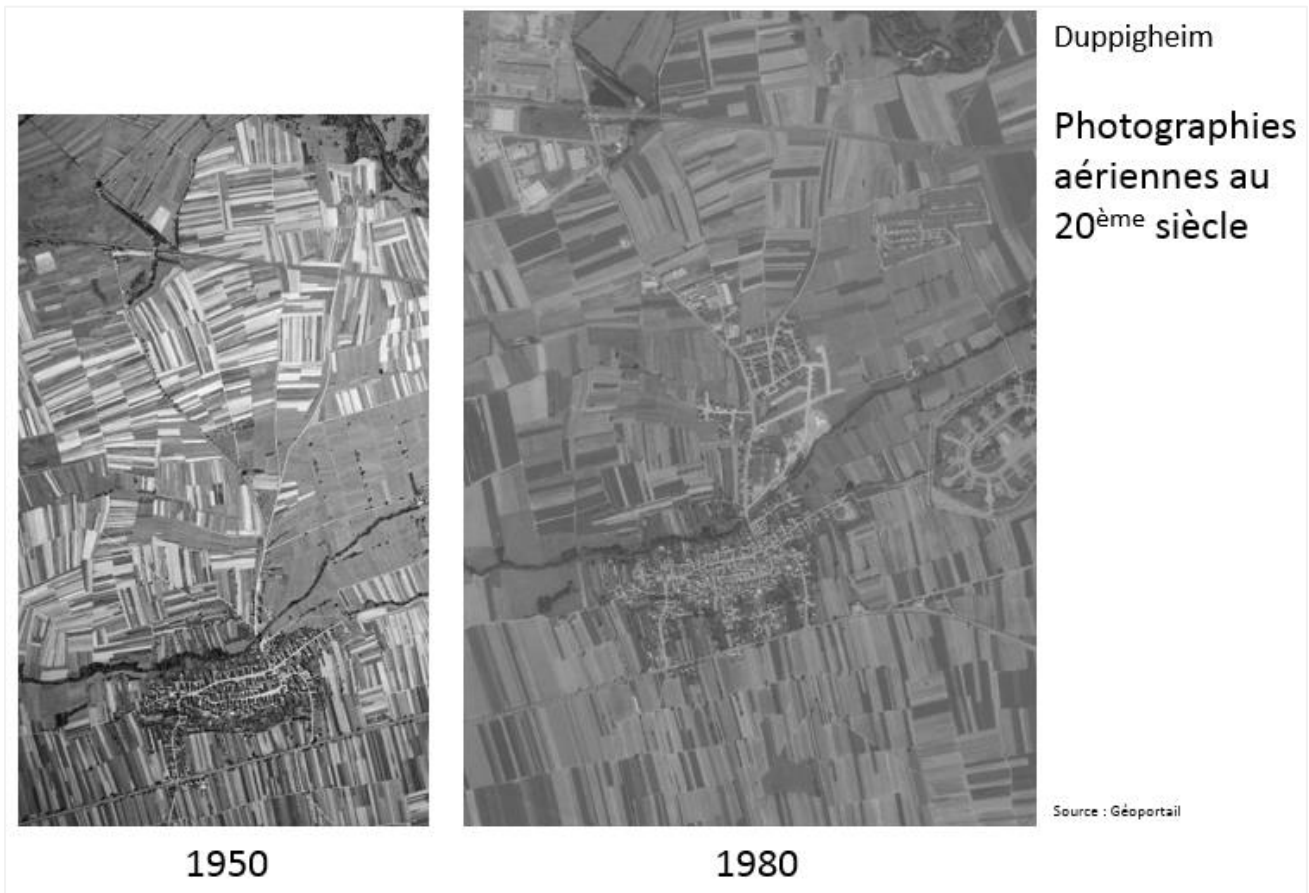 Duppigheim
Photographies
aériennes au
20ème siècle
Source : Géoportail
1950
1980